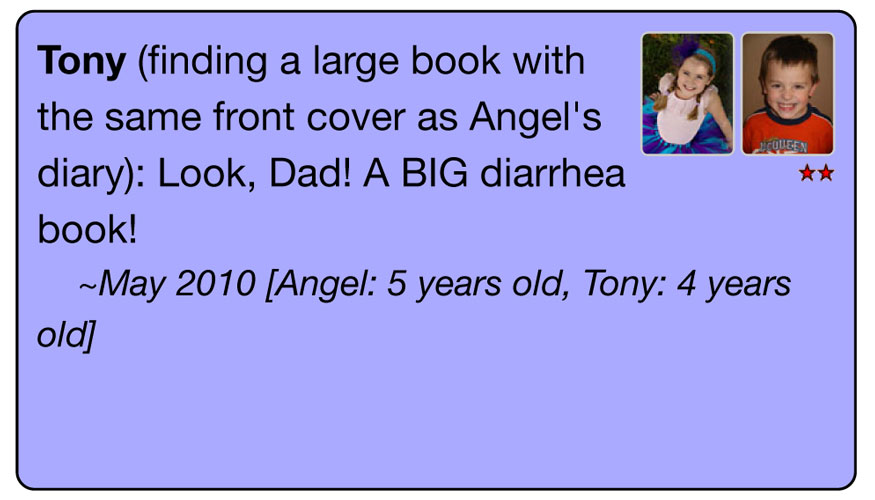 Tony (finding a large book with
the same front cover as Angel's
diary): Look, Dad! A BIG diarrhea
book!
~May 2010 [Angel: 5 years old, Tony: 4 years
old]